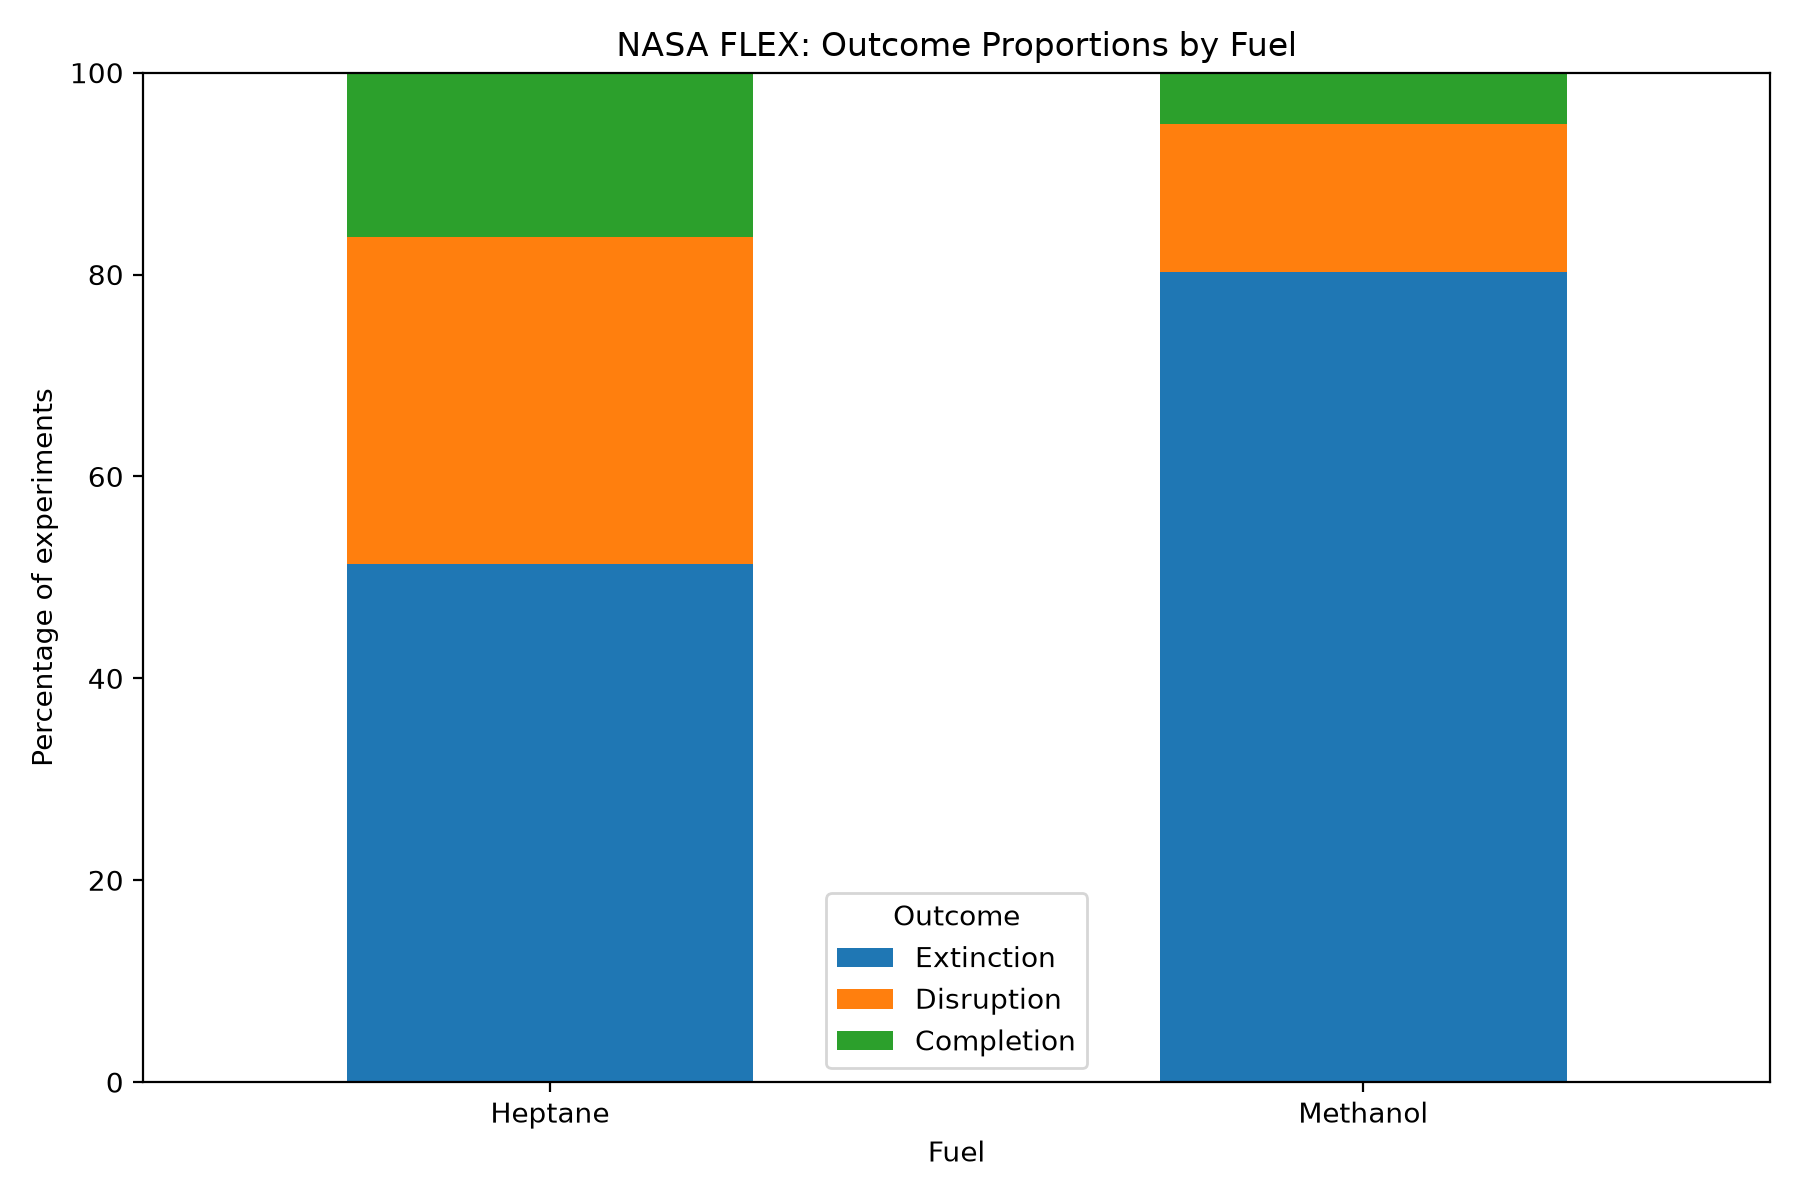 NASA FLEX: Outcome Proportions by Fuel
Percentage of experiments
100
80
60
40
20
0
Outcome
Extinction
Disruption
Completion
Heptane
Methanol
Fuel